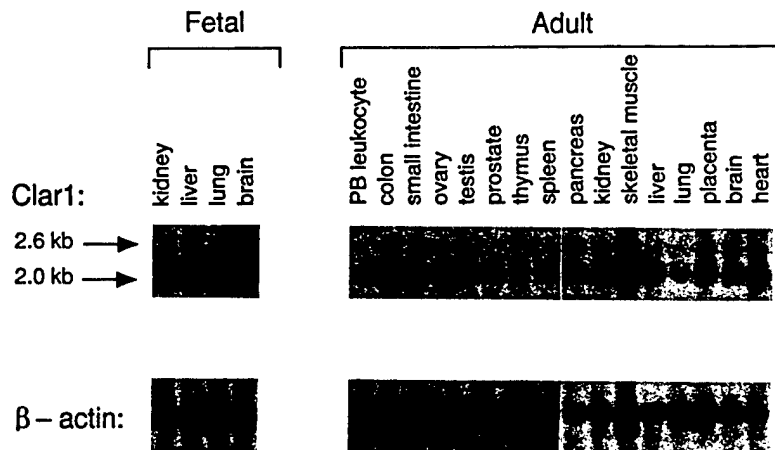 Fetal
Adult
kidney
liver
lung
brain
PB leukocyte
colon
small intestine
ovary
testis
prostate
thymus
spleen
pancreas
kidney
skeletal muscle
liver
lung
placenta
brain
heart
Clar1:
2.6 kb
2.0 kb
β – actin: